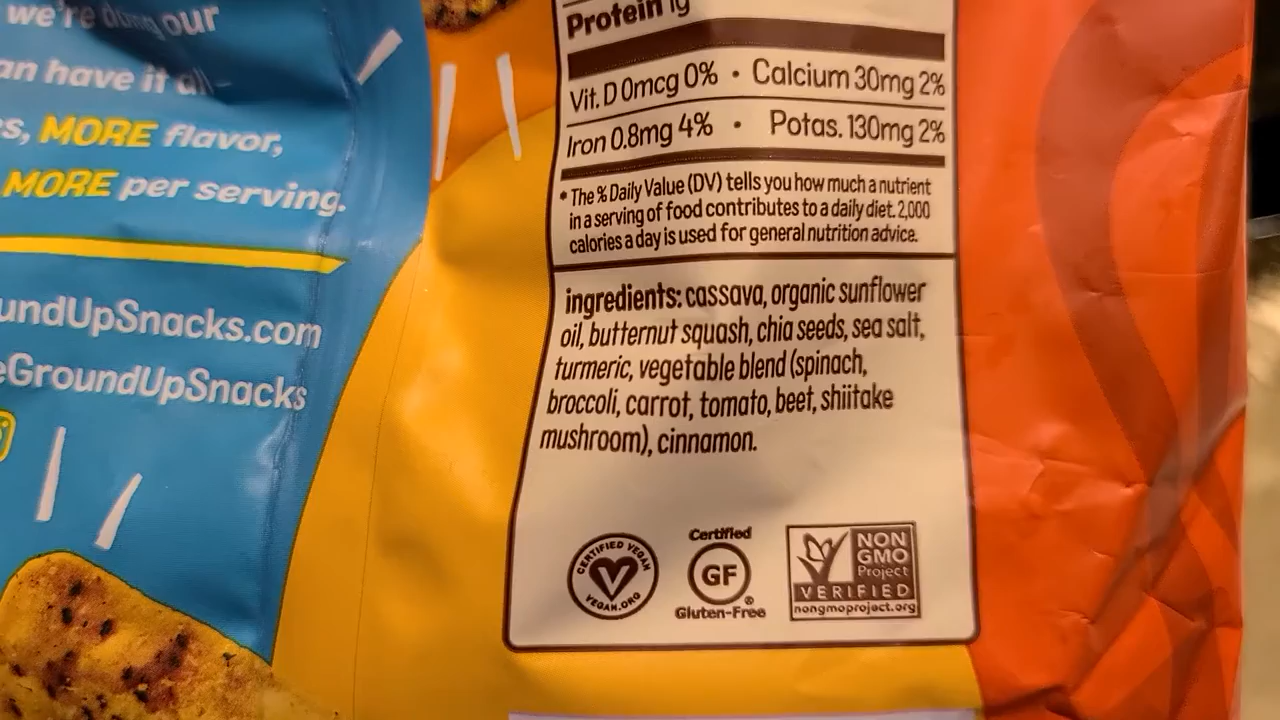 we're doing our
an have it all –
s, MORE flavor,
MORE per serving.
undUpSnacks.com
eGroundUpSnacks
Protein 1g
Vit. D 0mcg 0% • Calcium 30mg 2%
Iron 0.8mg 4% • Potas. 130mg 2%
* The % Daily Value (DV) tells you how much a nutrient
in a serving of food contributes to a daily diet. 2,000
calories a day is used for general nutrition advice.
ingredients: cassava, organic sunflower
oil, butternut squash, chia seeds, sea salt,
turmeric, vegetable blend (spinach,
broccoli, carrot, tomato, beet, shiitake
mushroom), cinnamon.
CERTIFIED VEGAN
V
VEGAN.ORG
Certified
GF
®
Gluten-Free
NON
GMO
Project
VERIFIED
nongmoproject.org